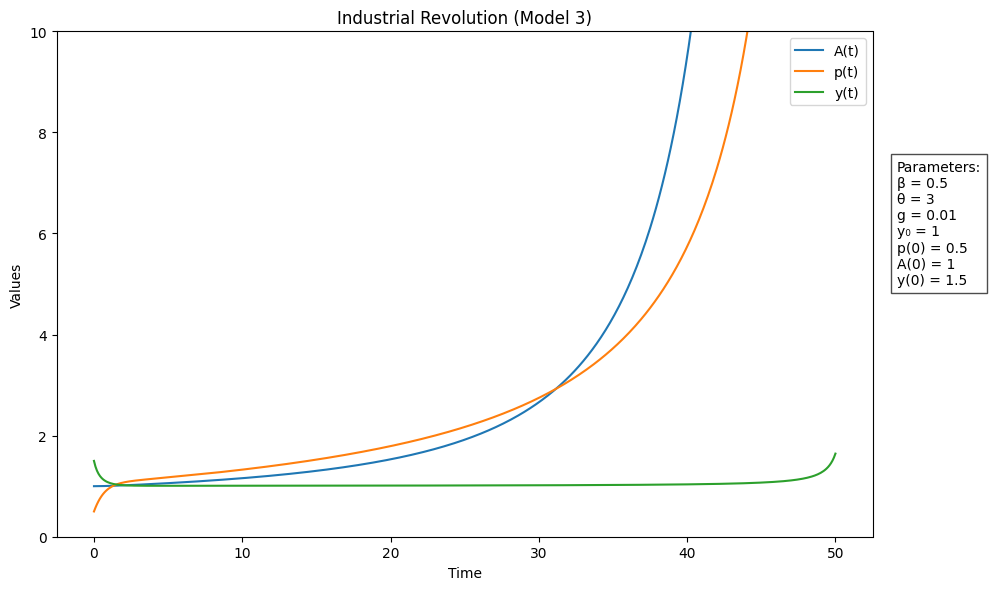 Industrial Revolution (Model 3)
10
8
6
4
2
0
Values
0 10 20 30 40 50
Time
A(t)
p(t)
y(t)
Parameters:
β = 0.5
θ = 3
g = 0.01
y₀ = 1
p(0) = 0.5
A(0) = 1
y(0) = 1.5